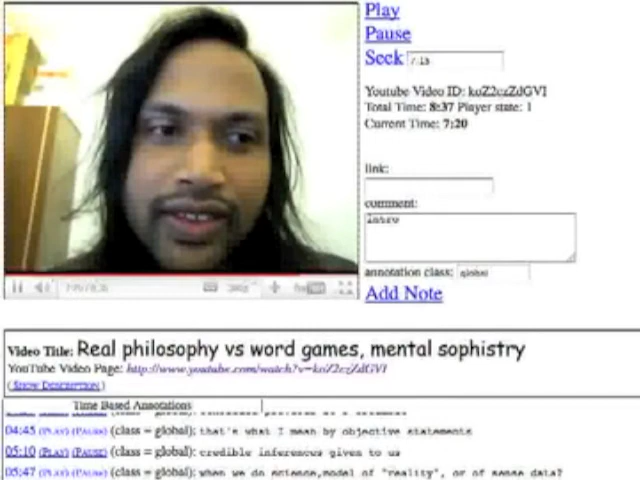 Play
Pause
Seek 7:15
Youtube Video ID: koZ2czZdGVI
Total Time: 8:37 Player state: 1
Current Time: 7:20
link:
comment:
Intro
annotation class: global
Add Note
Video Title: Real philosophy vs word games, mental sophistry
YouTube Video Page: http://www.youtube.com/watch?v=koZ2czZdGVI
(Show Description)
Time Based Annotations
04:45 (Play) (Pause) (class = global): that's what I mean by objective statements
05:10 (Play) (Pause) (class = global): credible inferences given to us
05:47 (Play) (Pause) (class = global): when we do science,model of "reality", or of sense data?